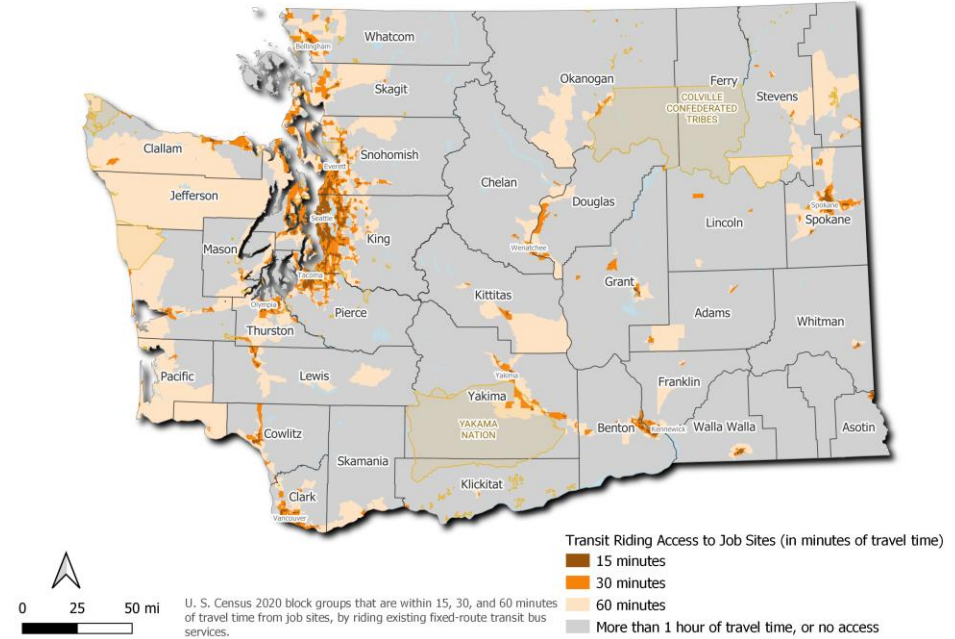 Whatcom
Bellingham
Skagit
Okanogan
Ferry
Stevens
COLVILLE
CONFEDERATED
TRIBES
Clallam
Snohomish
Everett
Chelan
Jefferson
Douglas
Seattle
Lincoln
Spokane
Spokane
Mason
King
Wenatchee
Tacoma
Grant
Kittitas
Olympia
Pierce
Adams
Whitman
Thurston
Pacific
Lewis
Yakima
Franklin
Yakima
YAKAMA
NATION
Benton
Kennewick
Walla Walla
Asotin
Cowlitz
Skamania
Klickitat
Clark
Vancouver
Transit Riding Access to Job Sites (in minutes of travel time)
15 minutes
30 minutes
60 minutes
More than 1 hour of travel time, or no access
0 25 50 mi
U. S. Census 2020 block groups that are within 15, 30, and 60 minutes
of travel time from job sites, by riding existing fixed-route transit bus
services.